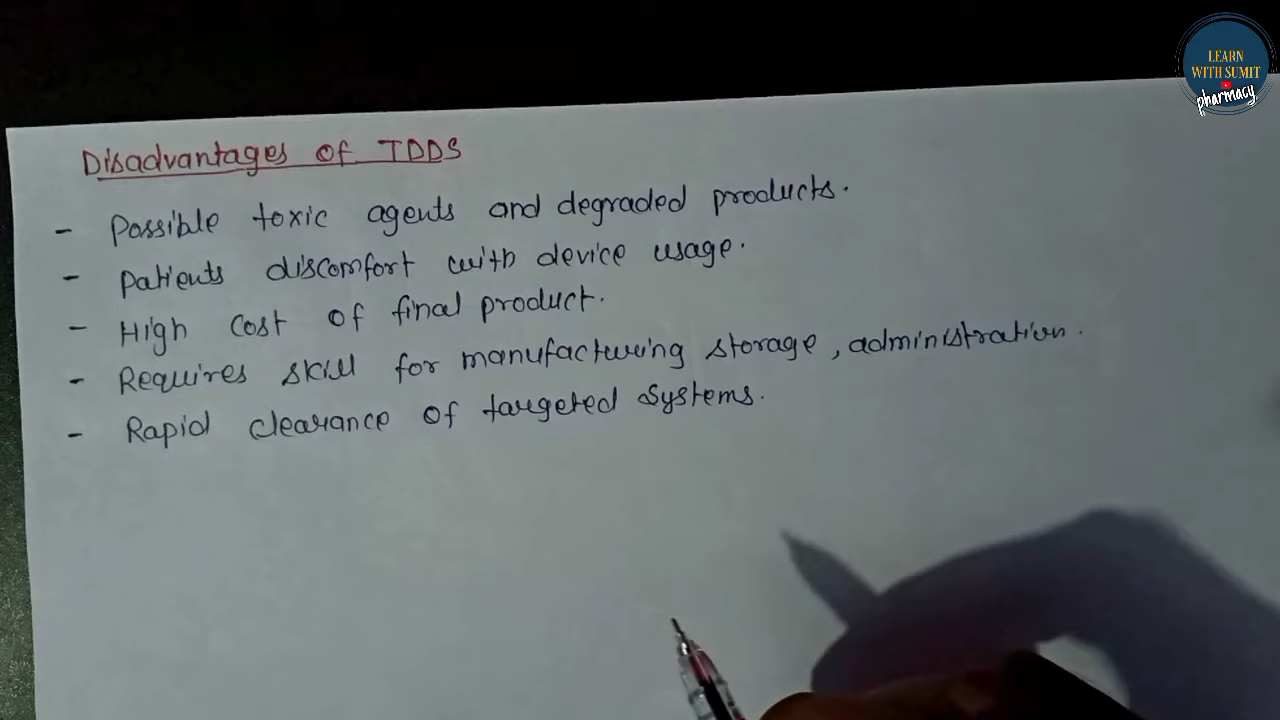 LEARN
WITH SUMIT
pharmacy
Disadvantages of TDDS
- Possible toxic agents and degraded products.
- Patients discomfort with device usage.
- High cost of final product.
- Requires skill for manufacturing storage, administration.
- Rapid clearance of targeted systems.